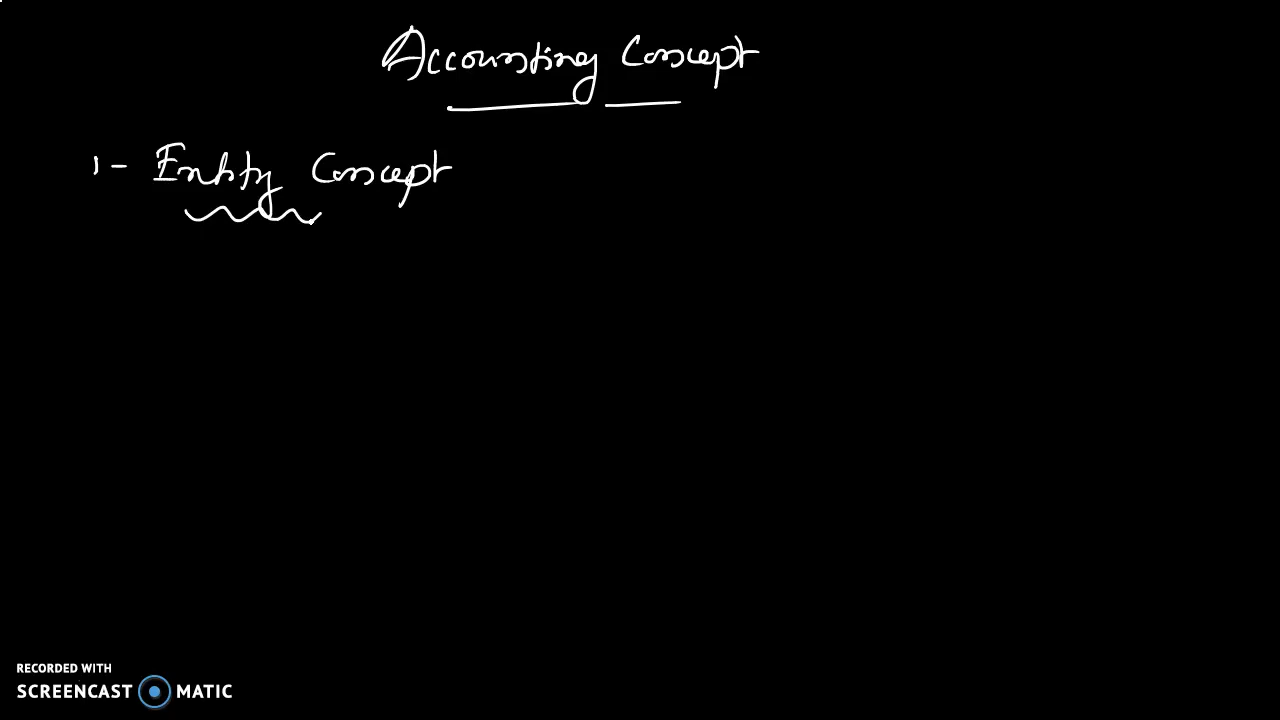 Accounting Concept
1- Entity Concept
RECORDED WITH
SCREENCAST MATIC